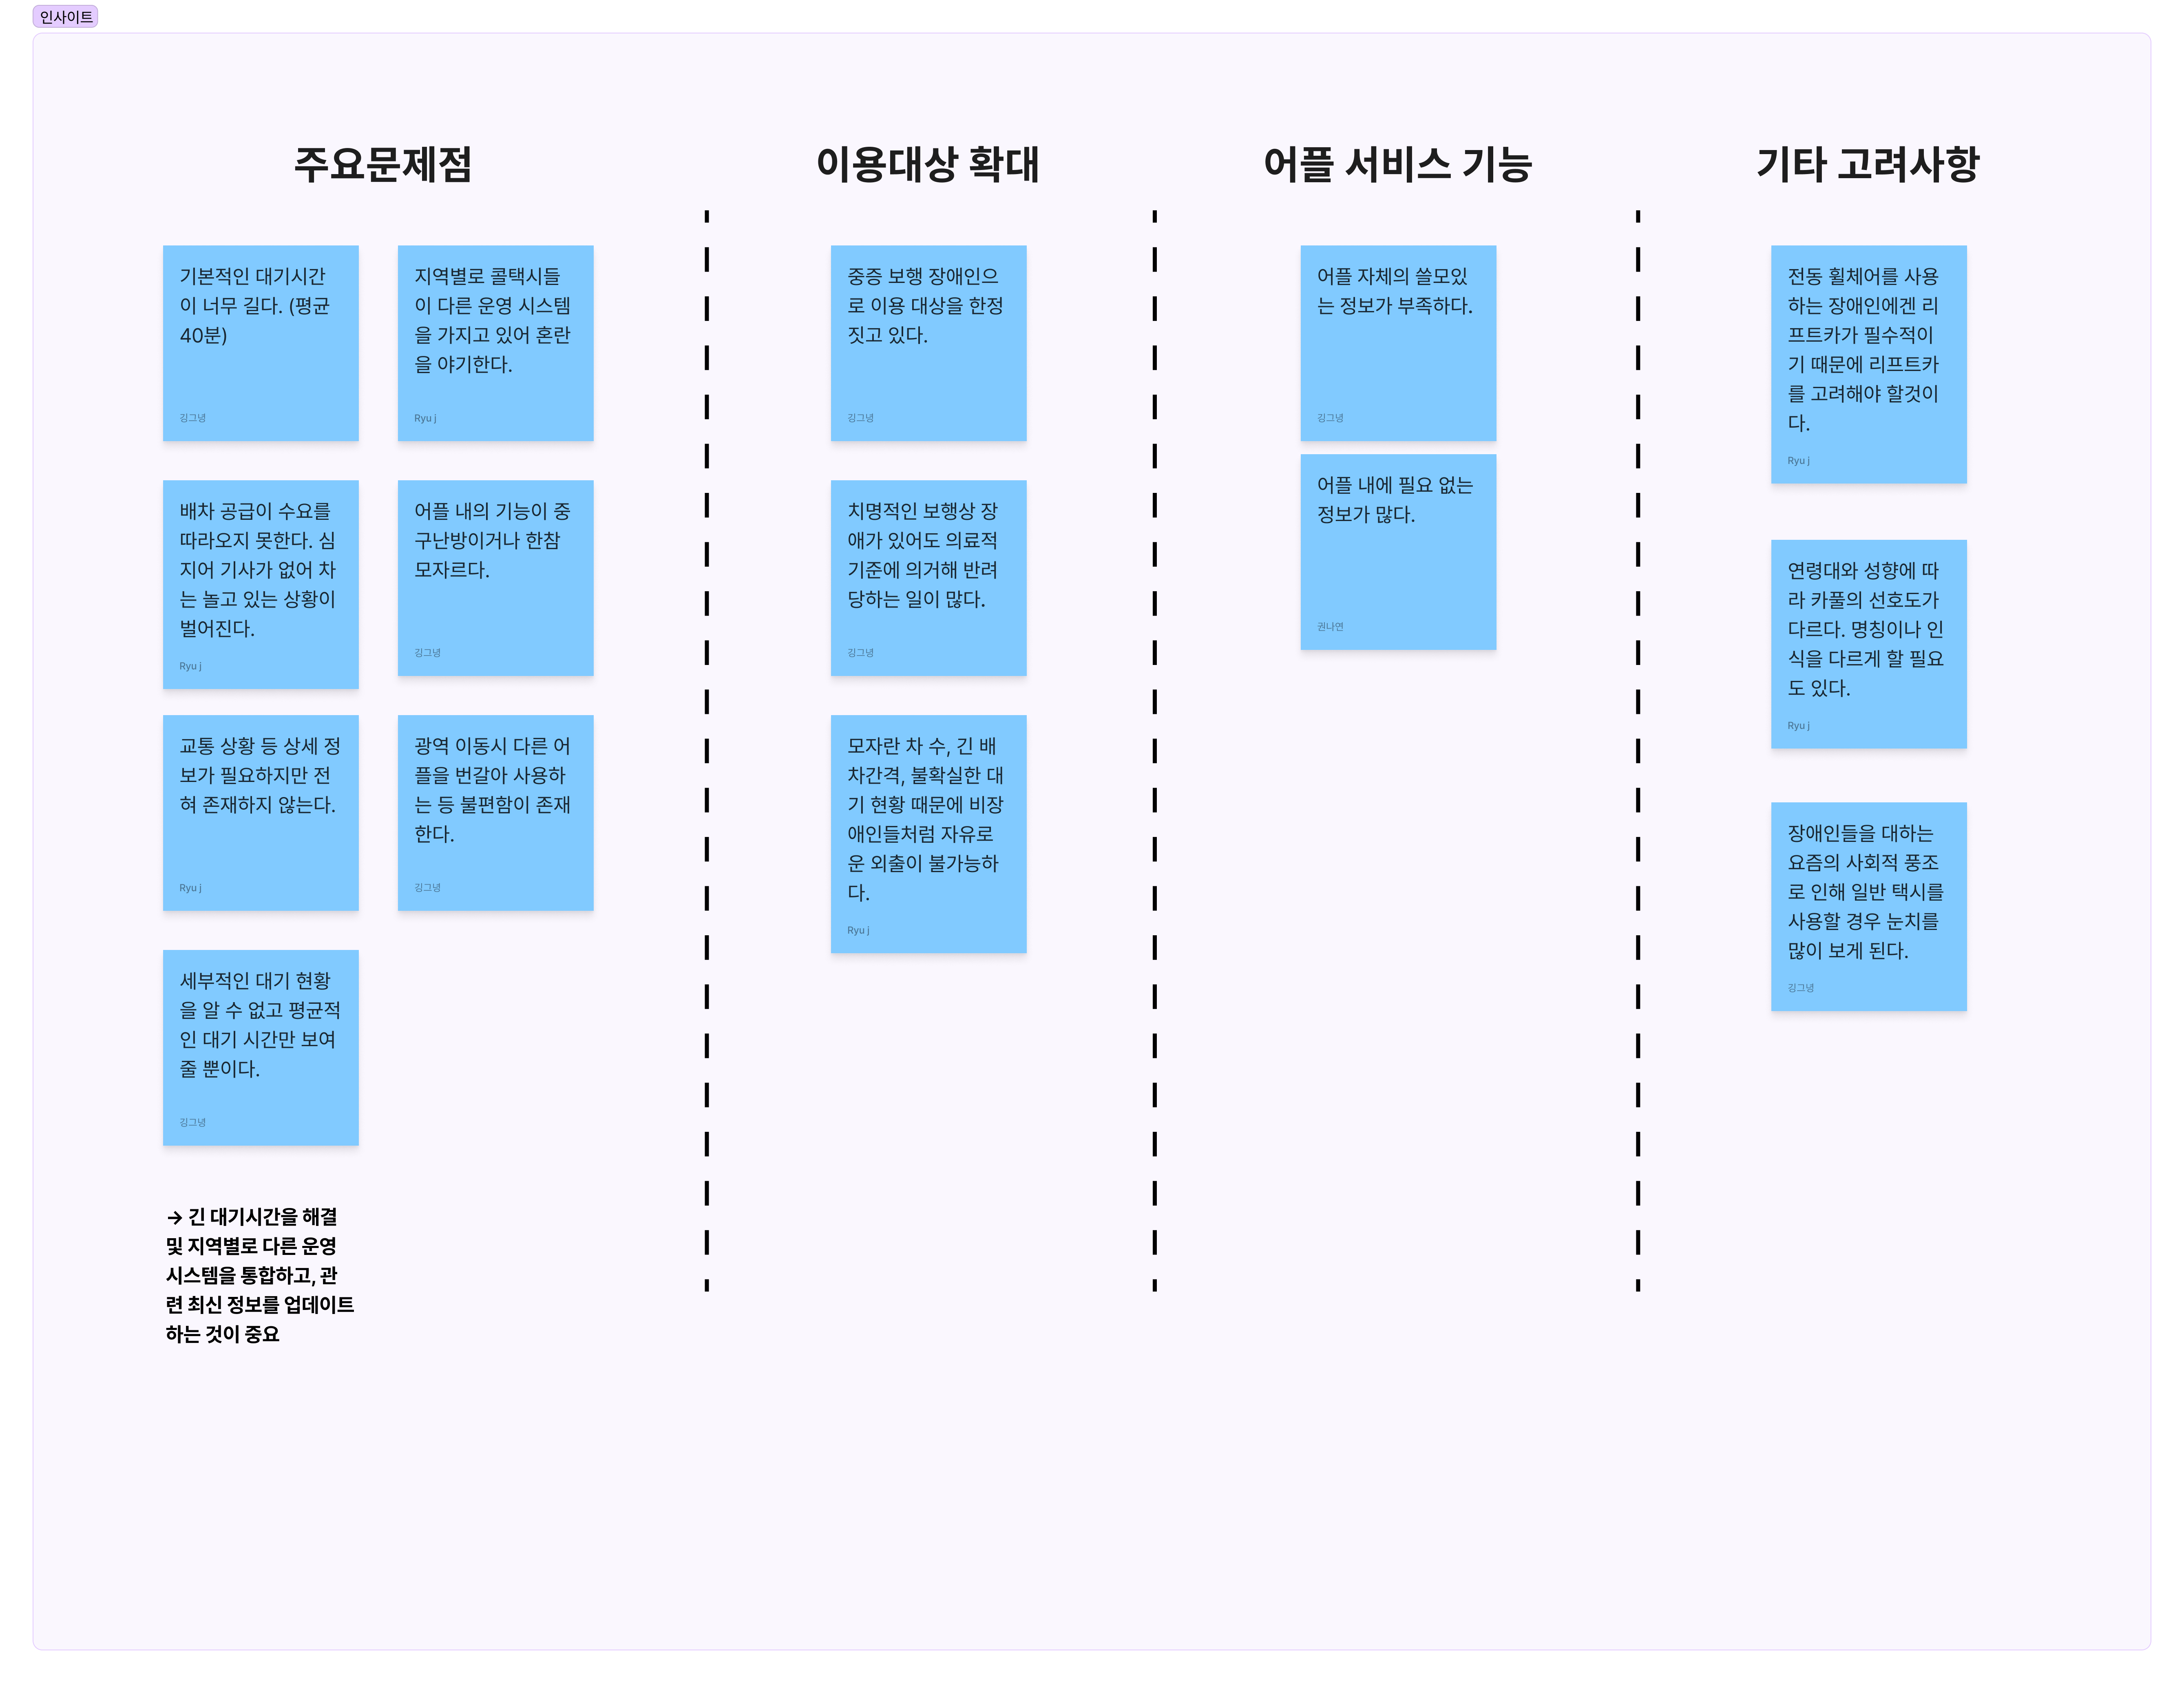 인사이트
주요문제점
기본적인 대기시간
이 너무 길다. (평균
40분)
깅그녕
지역별로 콜택시들
이 다른 운영 시스템
을 가지고 있어 혼란
을 야기한다.
Ryu j
배차 공급이 수요를
따라오지 못한다. 심
지어 기사가 없어 차
는 놀고 있는 상황이
벌어진다.
Ryu j
어플 내의 기능이 중
구난방이거나 한참
모자르다.
깅그녕
교통 상황 등 상세 정
보가 필요하지만 전
혀 존재하지 않는다.
Ryu j
광역 이동시 다른 어
플을 번갈아 사용하
는 등 불편함이 존재
한다.
깅그녕
세부적인 대기 현황
을 알 수 없고 평균적
인 대기 시간만 보여
줄 뿐이다.
깅그녕
→ 긴 대기시간을 해결
및 지역별로 다른 운영
시스템을 통합하고, 관
련 최신 정보를 업데이트
하는 것이 중요
이용대상 확대
중증 보행 장애인으
로 이용 대상을 한정
짓고 있다.
깅그녕
치명적인 보행상 장
애가 있어도 의료적
기준에 의거해 반려
당하는 일이 많다.
깅그녕
모자란 차 수, 긴 배
차간격, 불확실한 대
기 현황 때문에 비장
애인들처럼 자유로
운 외출이 불가능하
다.
Ryu j
어플 서비스 기능
어플 자체의 쓸모있
는 정보가 부족하다.
깅그녕
어플 내에 필요 없는
정보가 많다.
권나연
기타 고려사항
전동 휠체어를 사용
하는 장애인에겐 리
프트카가 필수적이
기 때문에 리프트카
를 고려해야 할것이
다.
Ryu j
연령대와 성향에 따
라 카풀의 선호도가
다르다. 명칭이나 인
식을 다르게 할 필요
도 있다.
Ryu j
장애인들을 대하는
요즘의 사회적 풍조
로 인해 일반 택시를
사용할 경우 눈치를
많이 보게 된다.
깅그녕